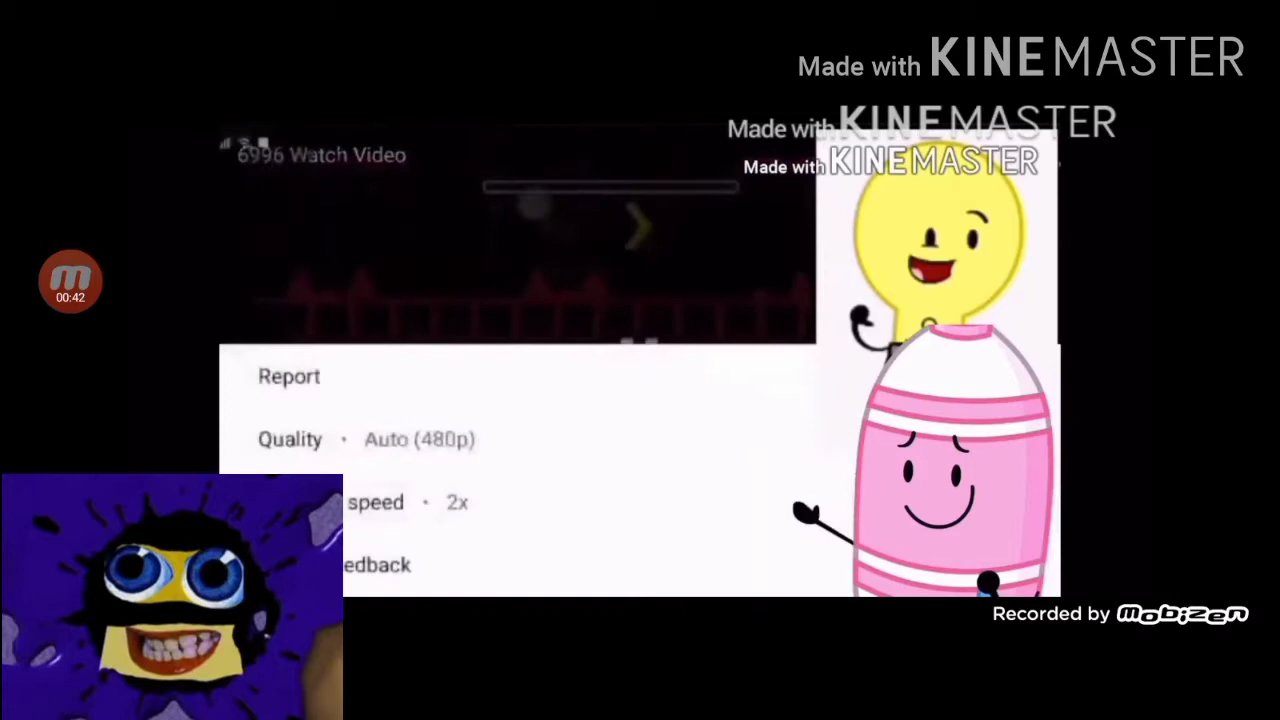 Made with KINEMASTER
Made with KINEMASTER
Made with KINEMASTER
6996 Watch Video
00:42
Report
Quality · Auto (480p)
speed · 2x
edback
Recorded by mobizen